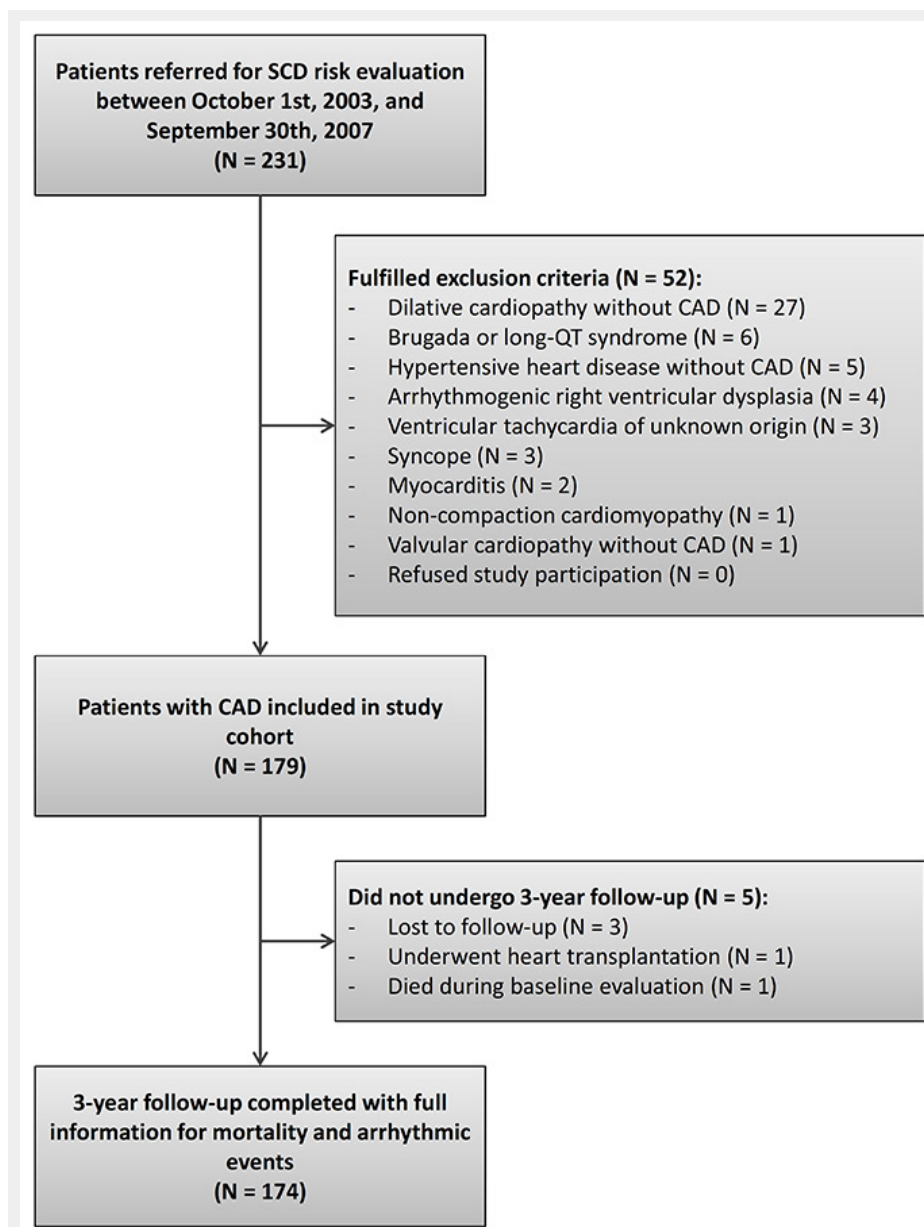 Patients referred for SCD risk evaluation
between October 1st, 2003, and
September 30th, 2007
(N = 231)
Fulfilled exclusion criteria (N = 52):
- Dilative cardiopathy without CAD (N = 27)
- Brugada or long-QT syndrome (N = 6)
- Hypertensive heart disease without CAD (N = 5)
- Arrhythmogenic right ventricular dysplasia (N = 4)
- Ventricular tachycardia of unknown origin (N = 3)
- Syncope (N = 3)
- Myocarditis (N = 2)
- Non-compaction cardiomyopathy (N = 1)
- Valvular cardiopathy without CAD (N = 1)
- Refused study participation (N = 0)
Patients with CAD included in study
cohort
(N = 179)
Did not undergo 3-year follow-up (N = 5):
- Lost to follow-up (N = 3)
- Underwent heart transplantation (N = 1)
- Died during baseline evaluation (N = 1)
3-year follow-up completed with full
information for mortality and arrhythmic
events
(N = 174)